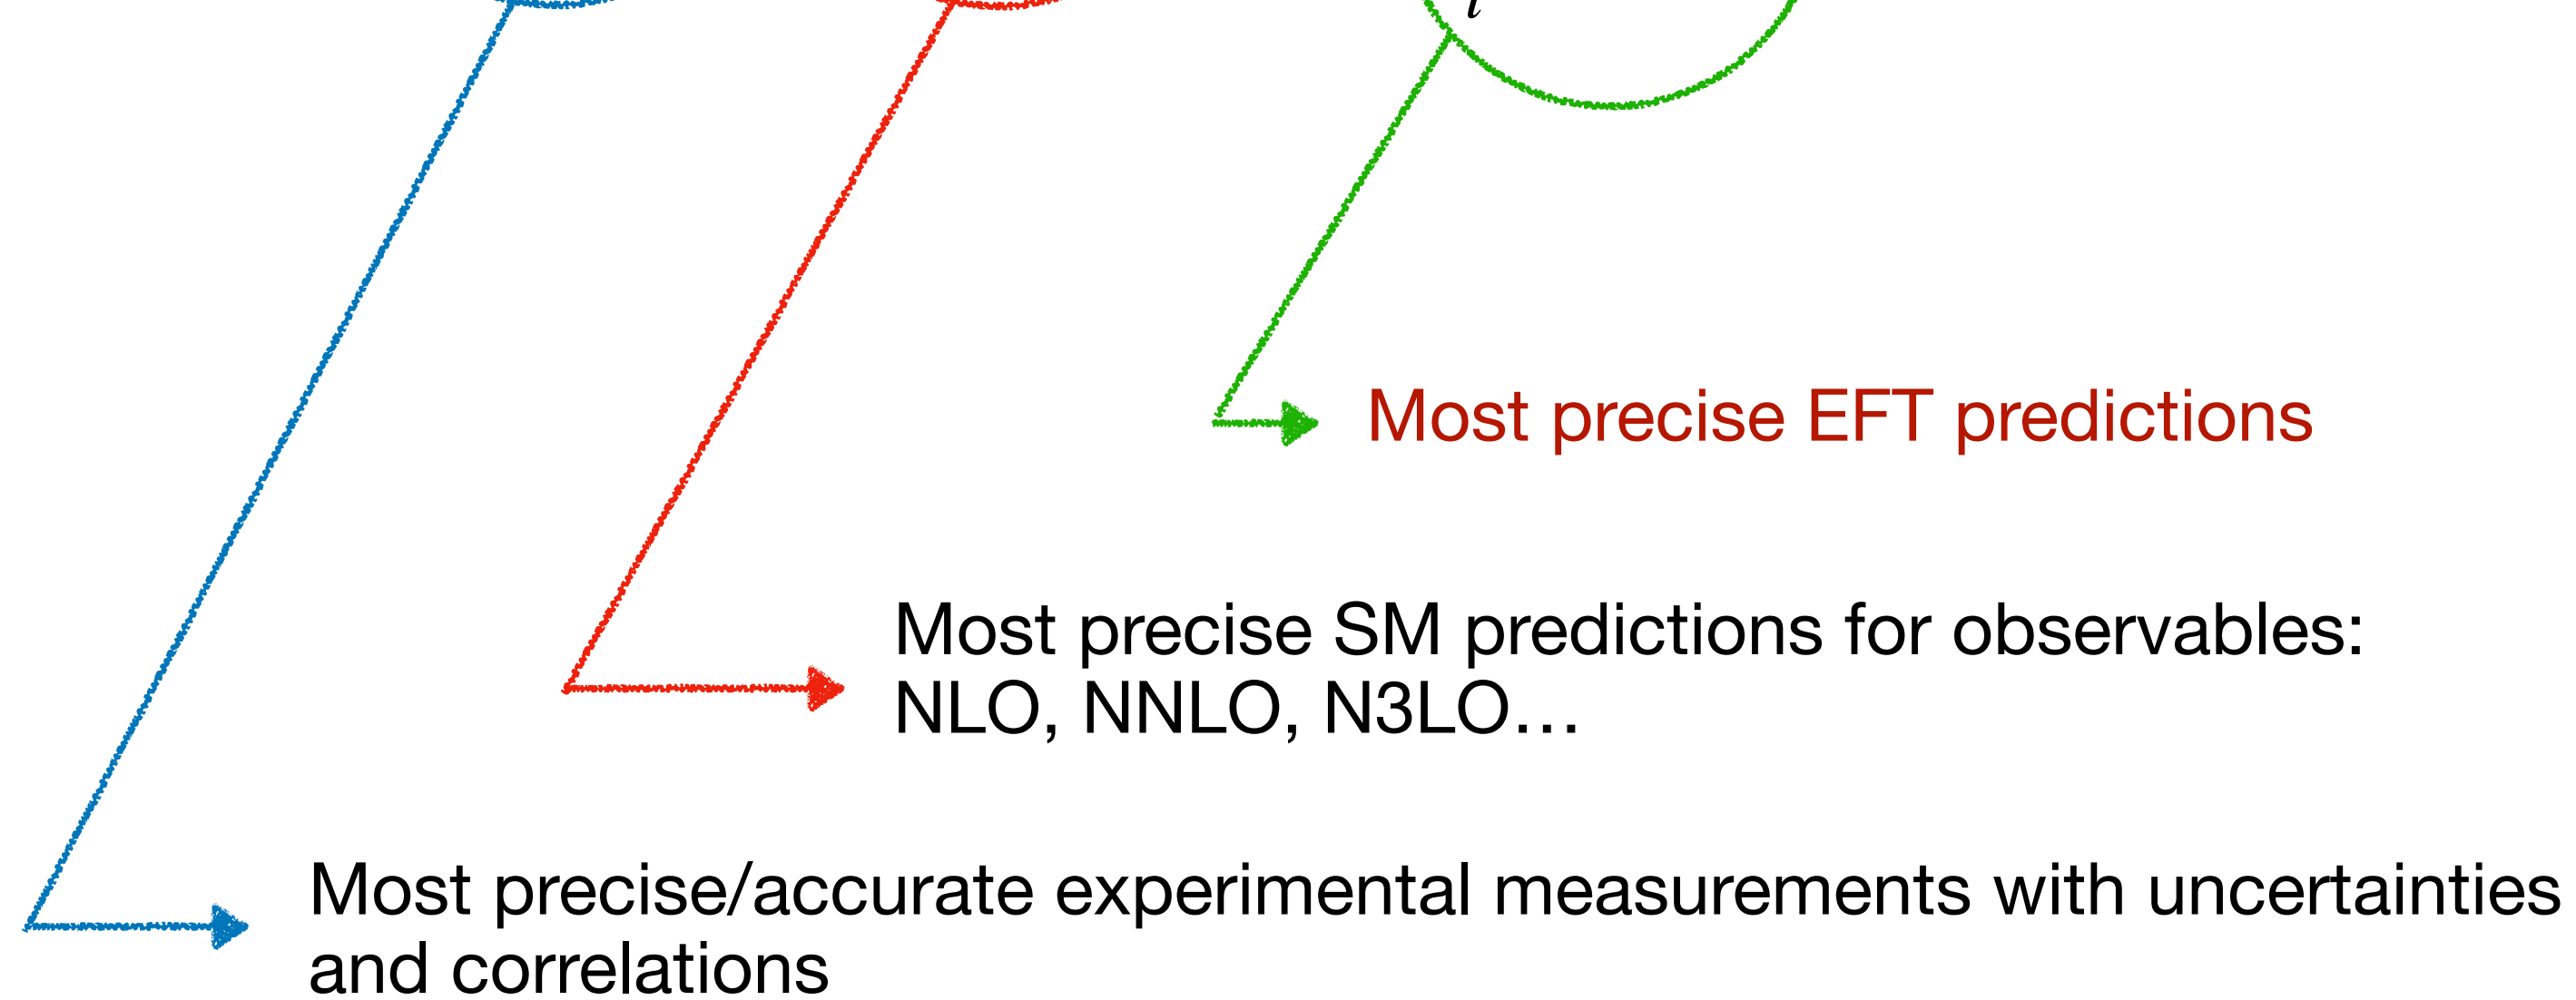 i
Most precise EFT predictions
Most precise SM predictions for observables:
NLO, NNLO, N3LO…
Most precise/accurate experimental measurements with uncertainties
and correlations